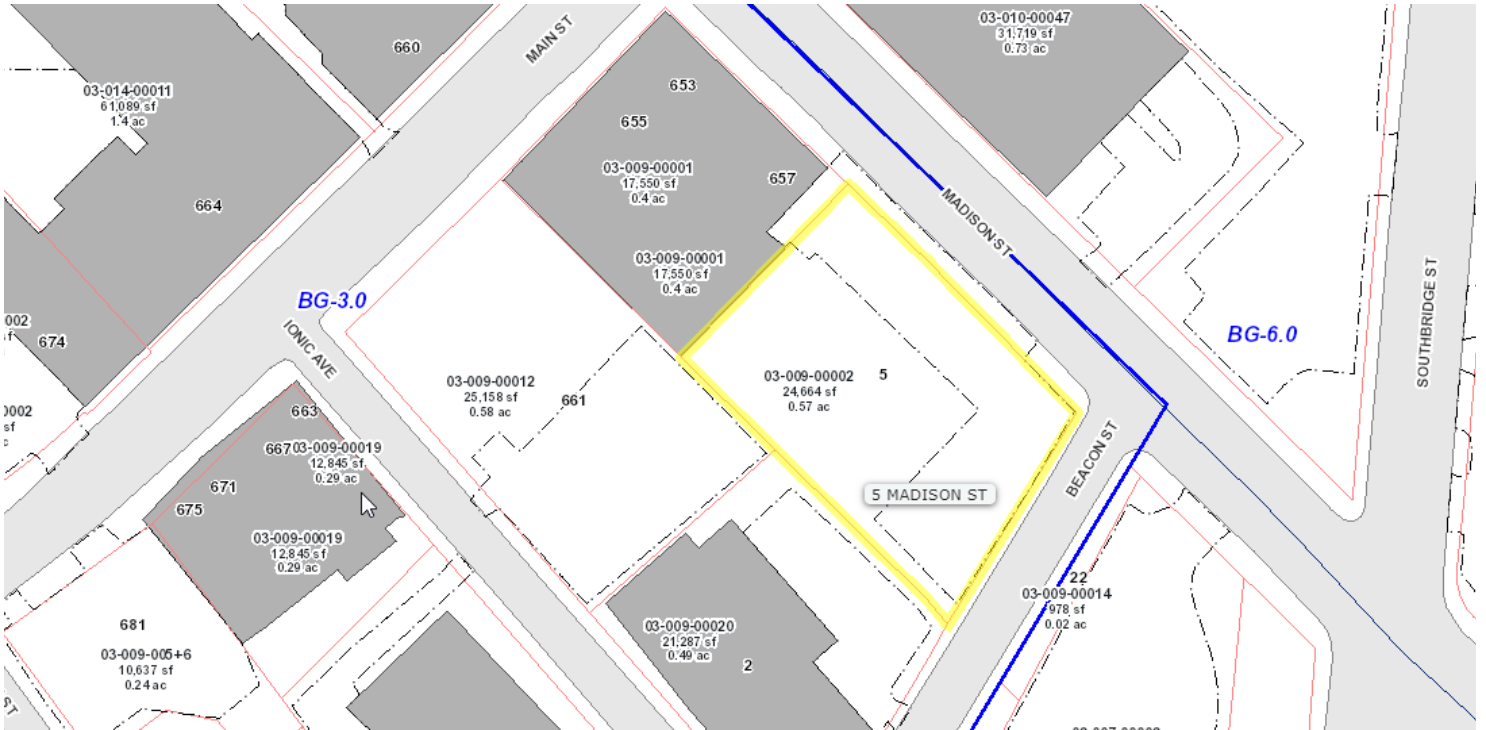 660
MAIN ST
03-010-00047
31,719 sf
0.73 ac
03-014-00011
61,089 sf
1.4 ac
653
655
03-009-00001
17,550 sf
0.4 ac
657
664
MADISON ST
03-009-00001
17,550 sf
0.4 ac
BG-3.0
BG-6.0
SOUTHBRIDGE ST
002
sf
674
IONIC AVE
03-009-00012
25,158 sf
0.58 ac
661
03-009-00002
24,664 sf
0.57 ac
5
0002
sf
c
663
667
03-009-00019
12,845 sf
0.29 ac
671
675
BEACON ST
5 MADISON ST
03-009-00019
12,845 sf
0.29 ac
22
03-009-00014
978 sf
0.02 ac
681
03-009-005+6
10,637 sf
0.24 ac
03-009-00020
21,287 sf
0.49 ac
2
ST